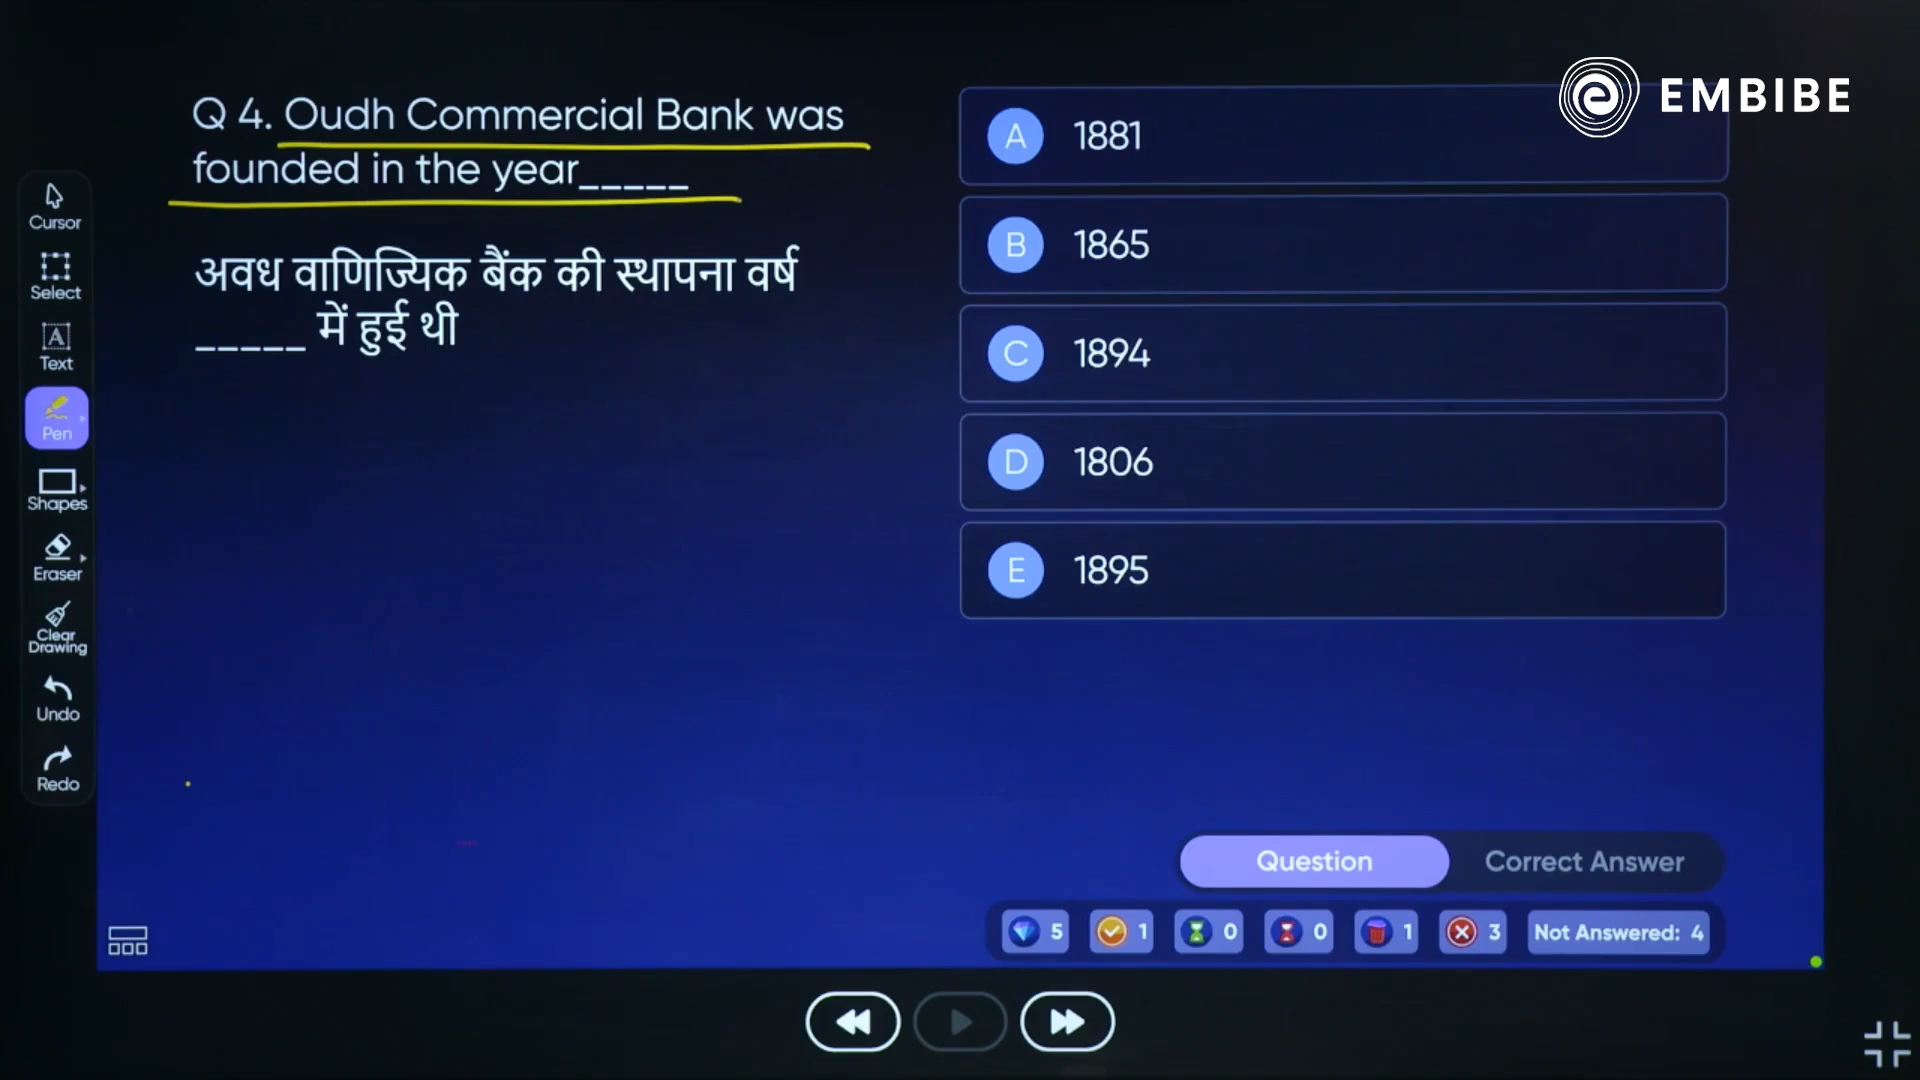 EMBIBE
Q 4. Oudh Commercial Bank was
founded in the year_____
अवध वाणिज्यिक बैंक की स्थापना वर्ष
_____ में हुई थी
A 1881
B 1865
C 1894
D 1806
E 1895
Cursor
Select
A
Text
Pen
Shapes
Eraser
Clear
Drawing
Undo
Redo
Question
Correct Answer
5
1
0
0
1
3
Not Answered: 4